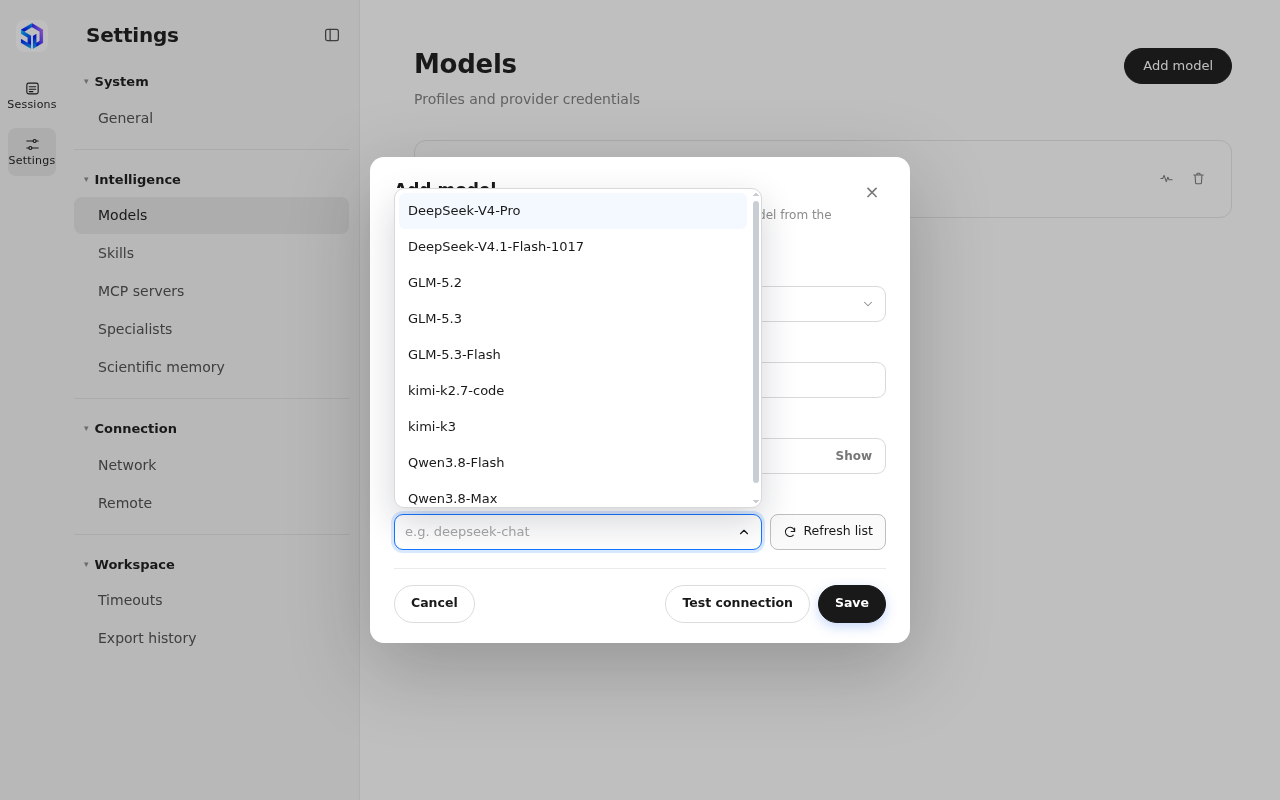 Settings
Sessions
Settings
System
General
Intelligence
Models
Skills
MCP servers
Specialists
Scientific memory
Connection
Network
Remote
Workspace
Timeouts
Export history
Models
Add model
Profiles and provider credentials
Add model
from the
DeepSeek-V4-Pro
DeepSeek-V4.1-Flash-1017
GLM-5.2
GLM-5.3
GLM-5.3-Flash
kimi-k2.7-code
kimi-k3
Qwen3.8-Flash
Qwen3.8-Max
Show
e.g. deepseek-chat
Refresh list
Cancel
Test connection
Save